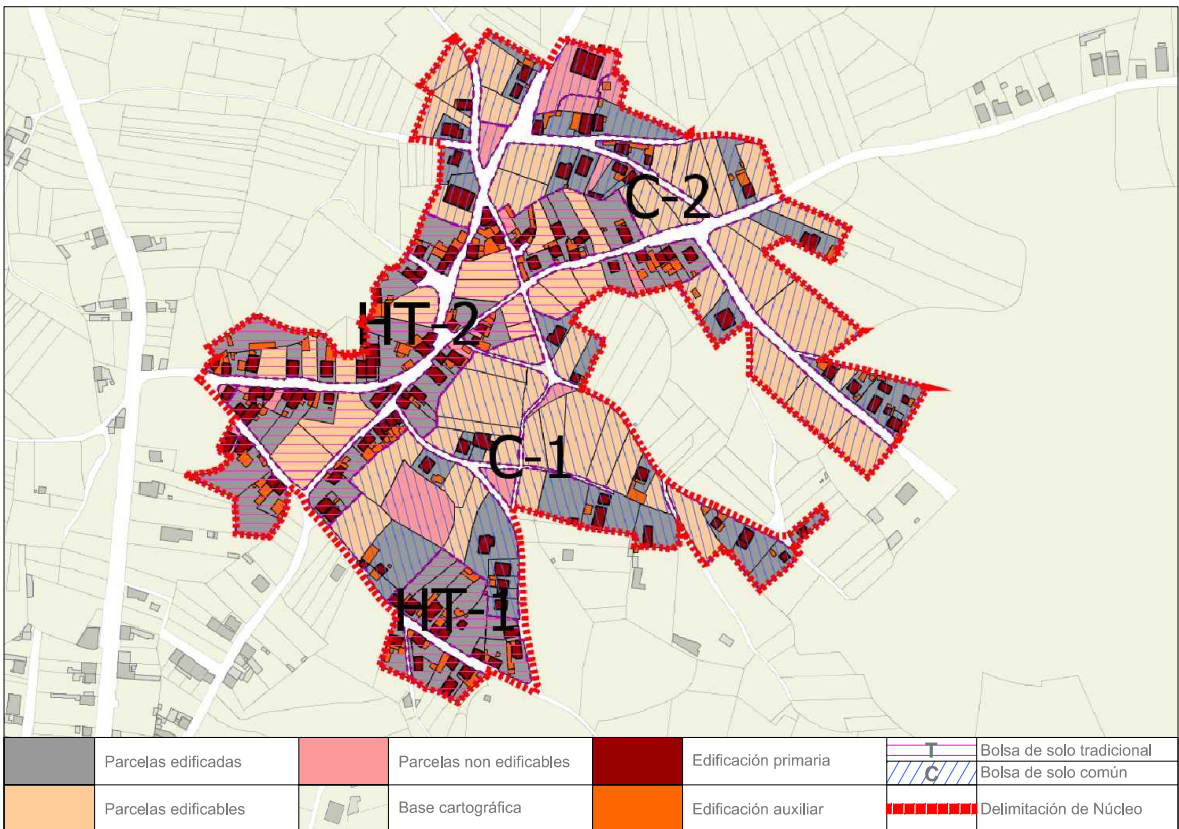 C-2
HT-2
C-1
HT-1
Parcelas edificadas
Parcelas non edificables
Edificación primaria
T
Bolsa de solo tradicional
C
Bolsa de solo común
Parcelas edificables
Base cartográfica
Edificación auxiliar
Delimitación de Núcleo